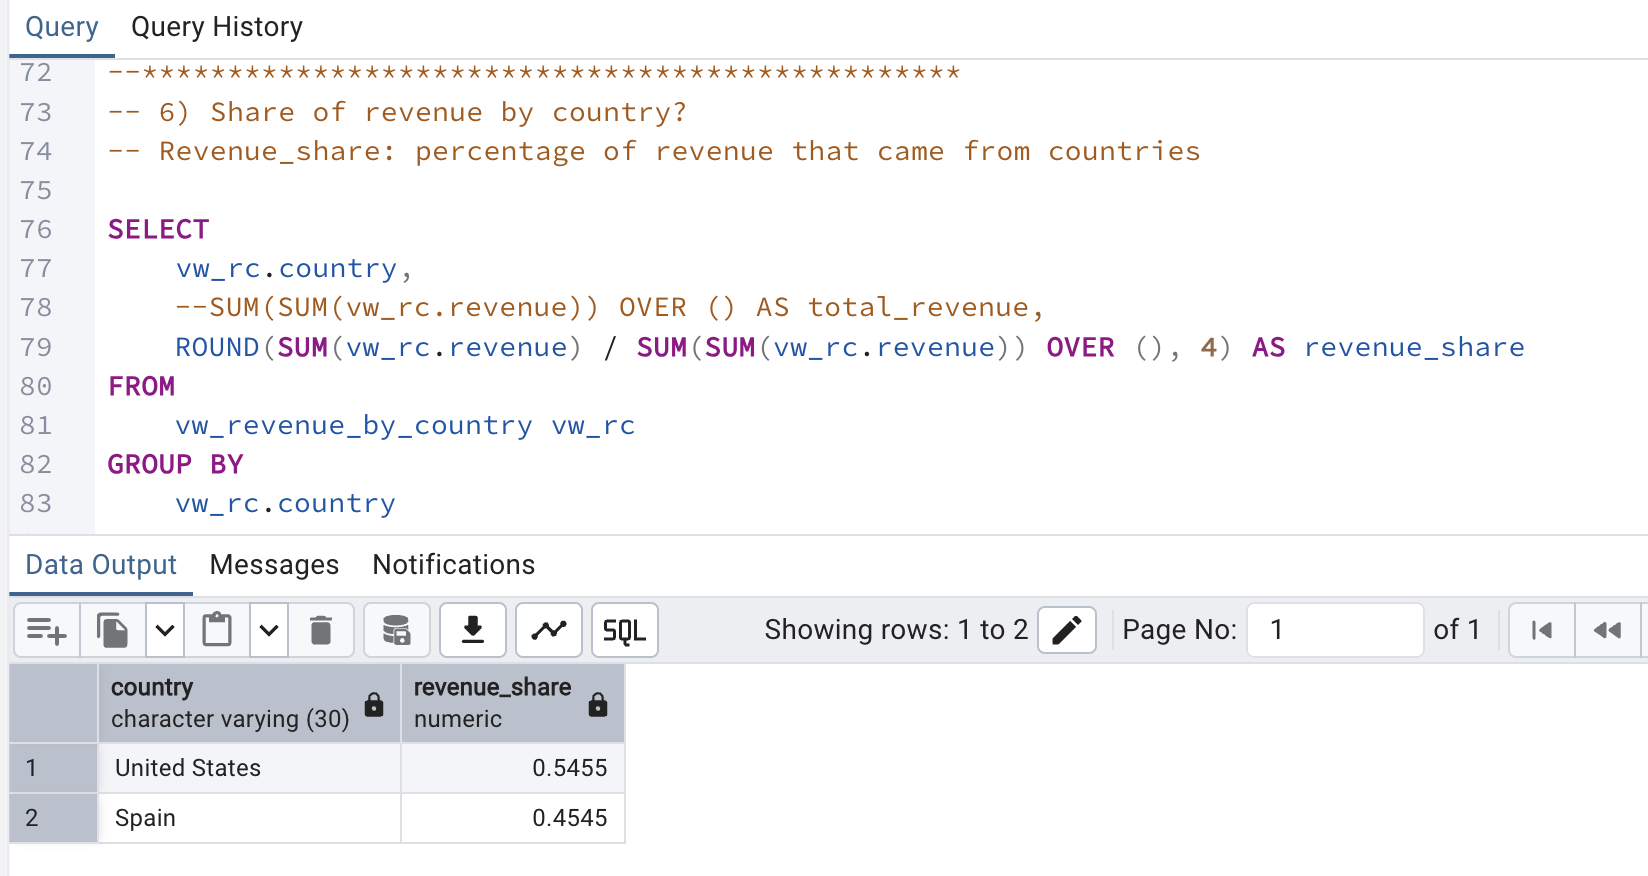 Query Query History
72 --************************************************
73 -- 6) Share of revenue by country?
74 -- Revenue_share: percentage of revenue that came from countries
75
76 SELECT
77 vw_rc.country,
78 --SUM(SUM(vw_rc.revenue)) OVER () AS total_revenue,
79 ROUND(SUM(vw_rc.revenue) / SUM(SUM(vw_rc.revenue)) OVER (), 4) AS revenue_share
80 FROM
81 vw_revenue_by_country vw_rc
82 GROUP BY
83 vw_rc.country
Data Output Messages Notifications
SQL Showing rows: 1 to 2 Page No: 1 of 1
country revenue_share
character varying (30) numeric
1 United States 0.5455
2 Spain 0.4545